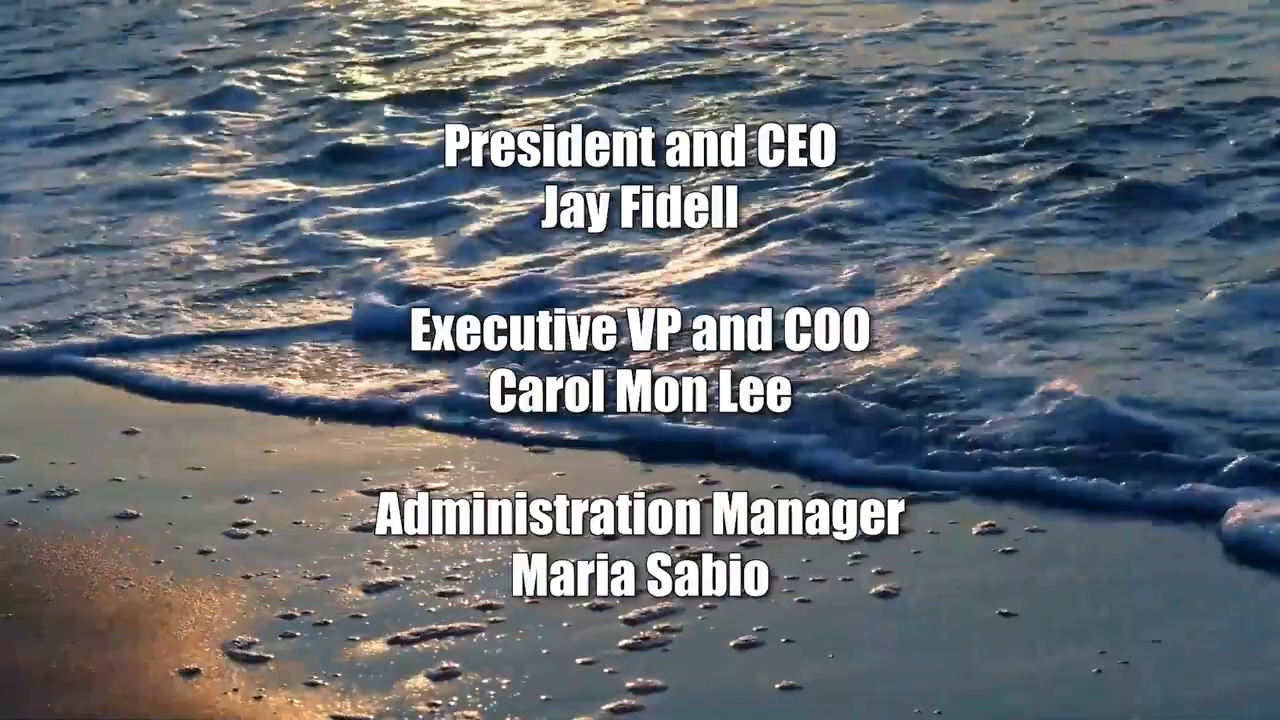 President and CEO
Jay Fidell
Executive VP and COO
Carol Mon Lee
Administration Manager
Maria Sabio